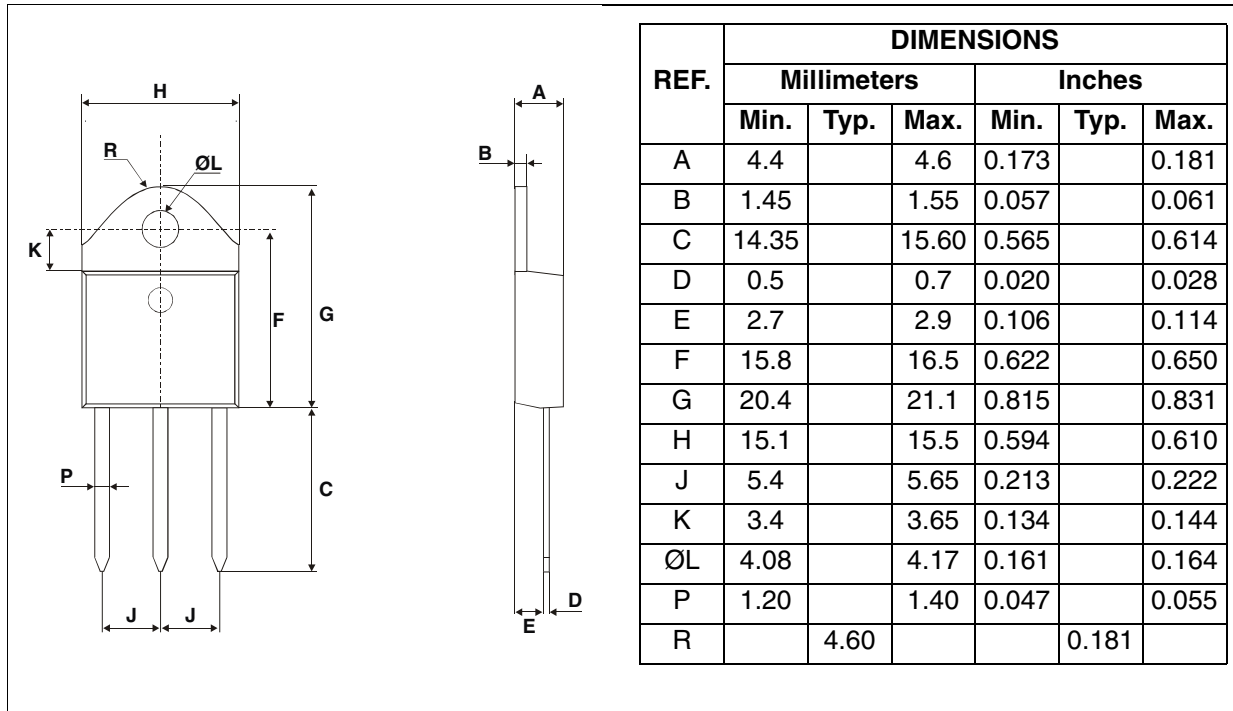 H
R
ØL
K
F
G
P
C
J J
A
B
D
E
REF. DIMENSIONS
Millimeters Inches
Min. Typ. Max. Min. Typ. Max.
A 4.4 4.6 0.173 0.181
B 1.45 1.55 0.057 0.061
C 14.35 15.60 0.565 0.614
D 0.5 0.7 0.020 0.028
E 2.7 2.9 0.106 0.114
F 15.8 16.5 0.622 0.650
G 20.4 21.1 0.815 0.831
H 15.1 15.5 0.594 0.610
J 5.4 5.65 0.213 0.222
K 3.4 3.65 0.134 0.144
ØL 4.08 4.17 0.161 0.164
P 1.20 1.40 0.047 0.055
R 4.60 0.181